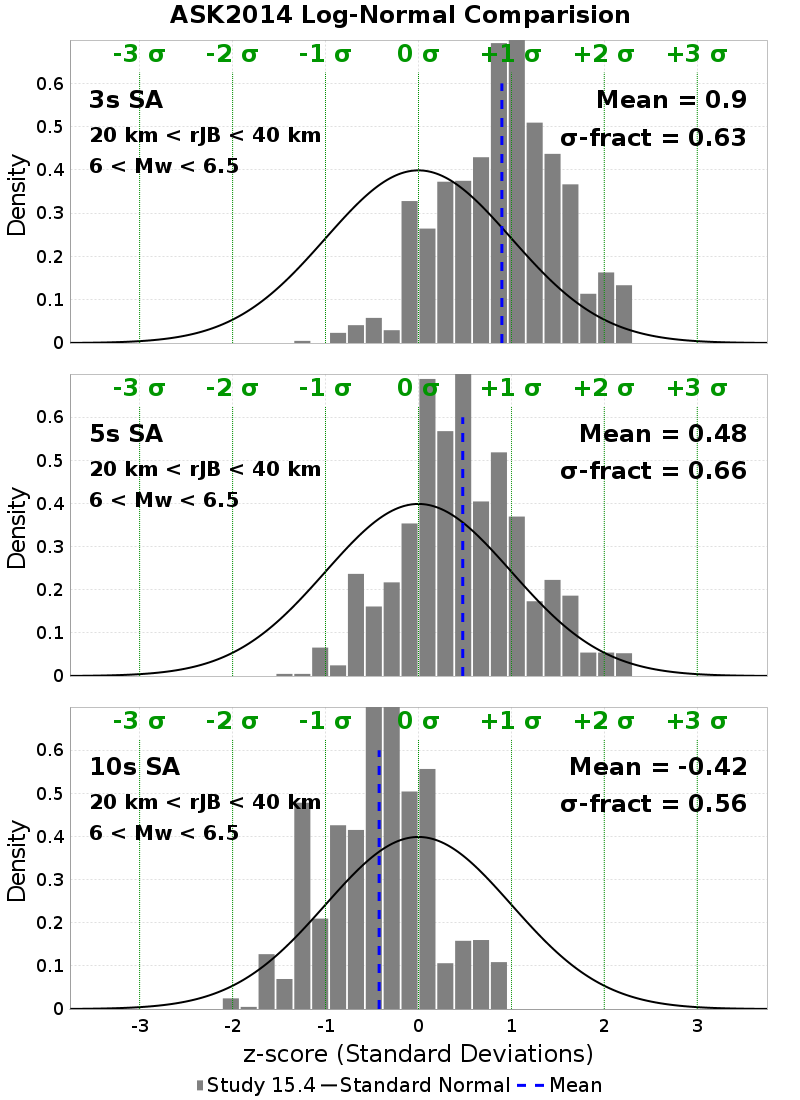 ASK2014 Log-Normal Comparision
-3 σ -2 σ -1 σ 0 σ +1 σ +2 σ +3 σ
3s SA
20 km < rJB < 40 km
6 < Mw < 6.5
Mean = 0.9
σ-fract = 0.63
Density
0.6
0.5
0.4
0.3
0.2
0.1
0
-3 σ -2 σ -1 σ 0 σ +1 σ +2 σ +3 σ
5s SA
20 km < rJB < 40 km
6 < Mw < 6.5
Mean = 0.48
σ-fract = 0.66
Density
0.6
0.5
0.4
0.3
0.2
0.1
0
-3 σ -2 σ -1 σ 0 σ +1 σ +2 σ +3 σ
10s SA
20 km < rJB < 40 km
6 < Mw < 6.5
Mean = -0.42
σ-fract = 0.56
Density
0.6
0.5
0.4
0.3
0.2
0.1
0
-3 -2 -1 0 1 2 3
z-score (Standard Deviations)
Study 15.4 Standard Normal Mean